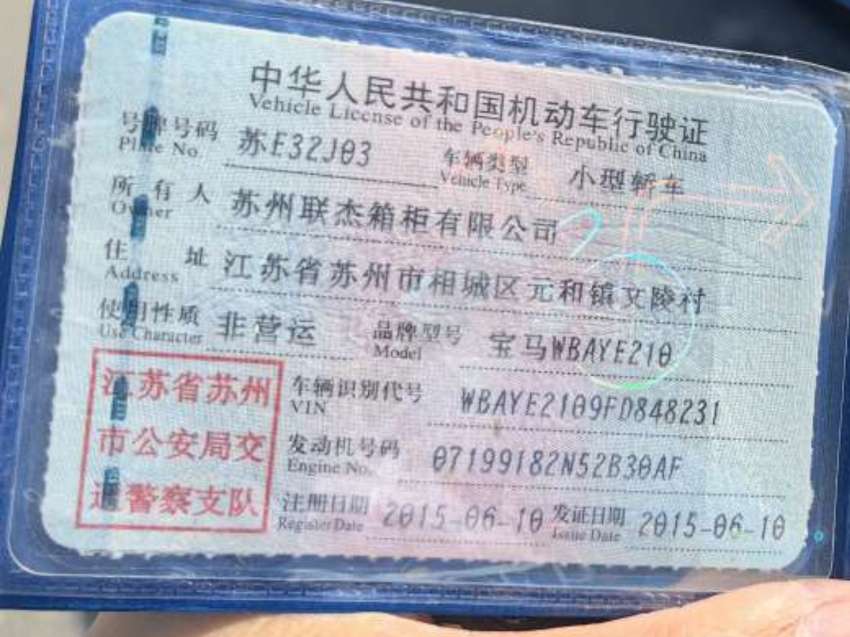 中华人民共和国机动车行驶证
Vehicle License of the People's Republic of China
号牌号码 苏E32J03 车辆类型 小型轿车
Plate No. Vehicle Type
所有人 苏州联杰箱柜有限公司
Owner
住址 江苏省苏州市相城区元和镇文陵村
Address
使用性质 非营运 品牌型号 宝马WBAYE210
Use Character Model
江苏省苏州
市公安局交
通警察支队
车辆识别代号 WBAYE2109FD848231
VIN
发动机号码 07199182N52B30AF
Engine No.
注册日期 2015-06-10 发证日期 2015-06-10
Register Date Issue Date